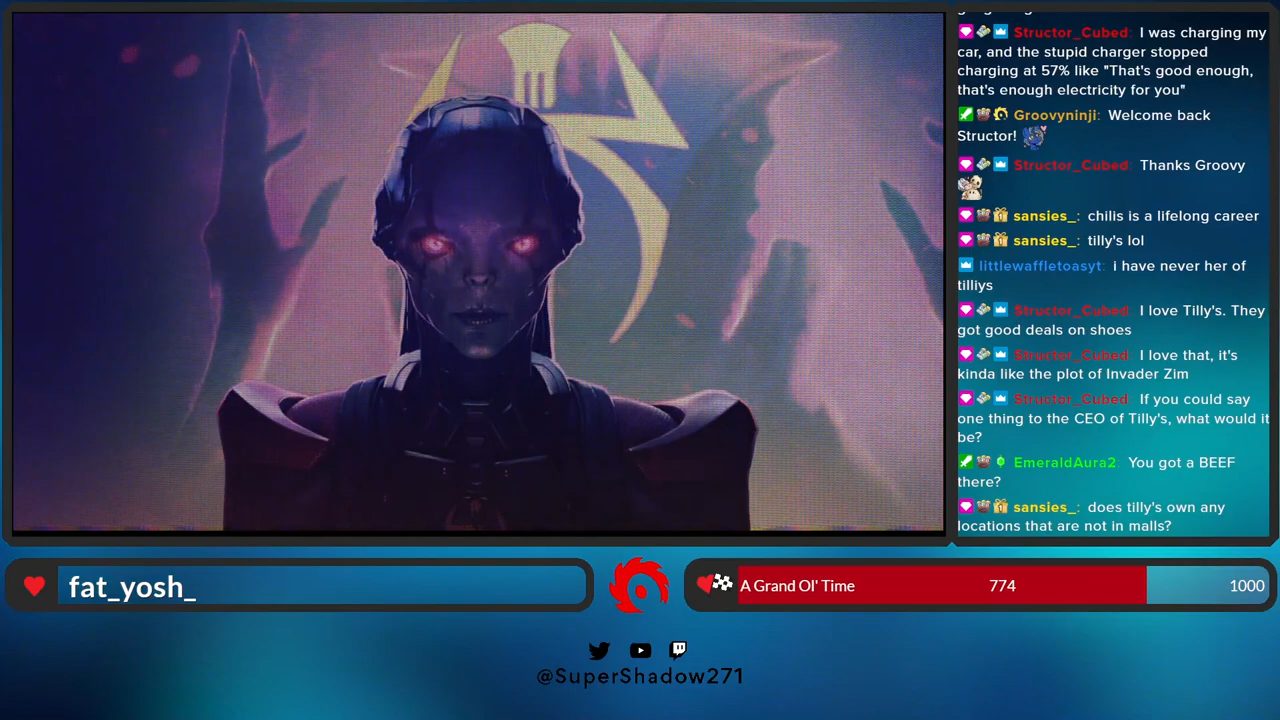 Structor_Cubed: I was charging my
car, and the stupid charger stopped
charging at 57% like "That's good enough,
that's enough electricity for you"
Groovyninji: Welcome back
Structor!
Structor_Cubed: Thanks Groovy
sansies_: chilis is a lifelong career
sansies_: tilly's lol
littlewaffletoasyt: i have never her of
tilliys
Structor_Cubed: I love Tilly's. They
got good deals on shoes
Structor_Cubed: I love that, it's
kinda like the plot of Invader Zim
Structor_Cubed: If you could say
one thing to the CEO of Tilly's, what would it
be?
EmeraldAura2: You got a BEEF
there?
sansies_: does tilly's own any
locations that are not in malls?
fat_yosh_
A Grand Ol' Time 774 1000
@SuperShadow271